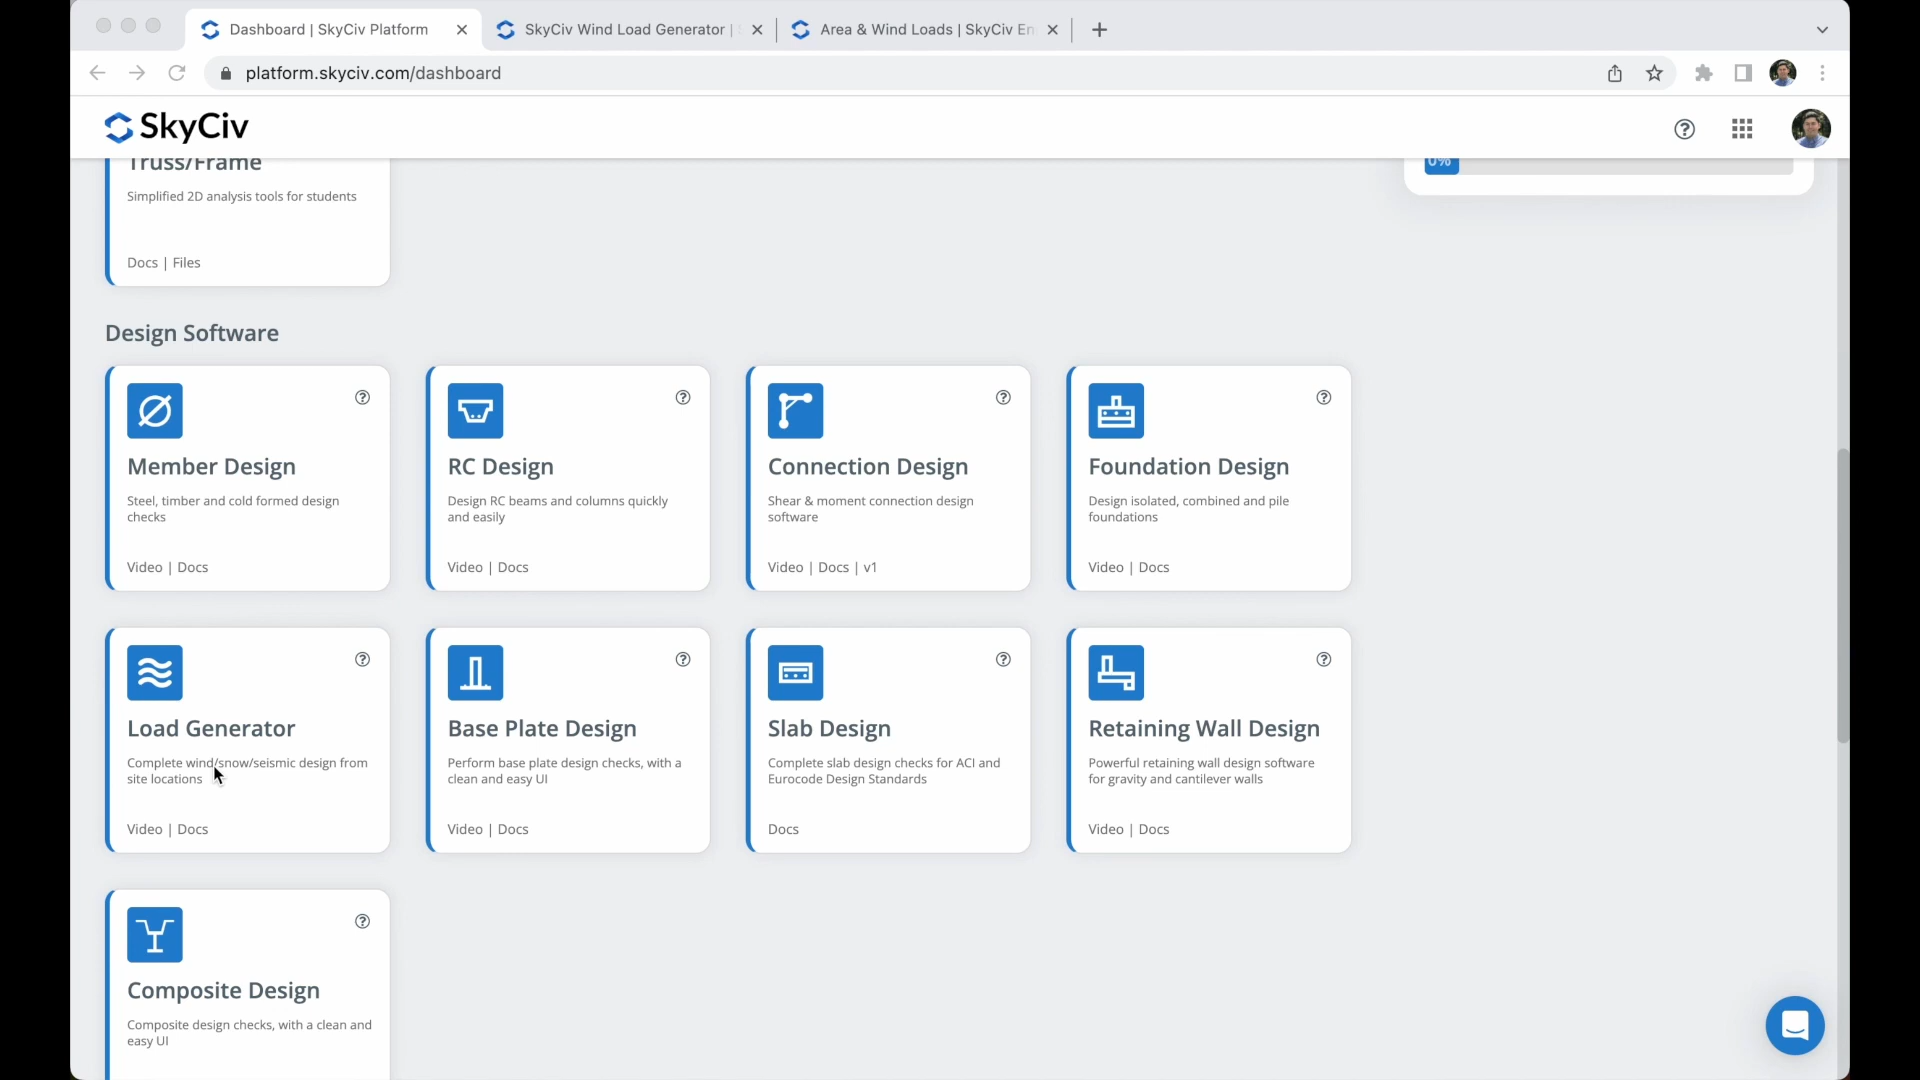 Dashboard | SkyCiv Platform
SkyCiv Wind Load Generator |
Area & Wind Loads | SkyCiv En
platform.skyciv.com/dashboard
SkyCiv
Truss/Frame
0%
Simplified 2D analysis tools for students
Docs | Files
Design Software
Member Design
Steel, timber and cold formed design
checks
Video | Docs
RC Design
Design RC beams and columns quickly
and easily
Video | Docs
Connection Design
Shear & moment connection design
software
Video | Docs | v1
Foundation Design
Design isolated, combined and pile
foundations
Video | Docs
Load Generator
Complete wind/snow/seismic design from
site locations
Video | Docs
Base Plate Design
Perform base plate design checks, with a
clean and easy UI
Video | Docs
Slab Design
Complete slab design checks for ACI and
Eurocode Design Standards
Docs
Retaining Wall Design
Powerful retaining wall design software
for gravity and cantilever walls
Video | Docs
Composite Design
Composite design checks, with a clean and
easy UI